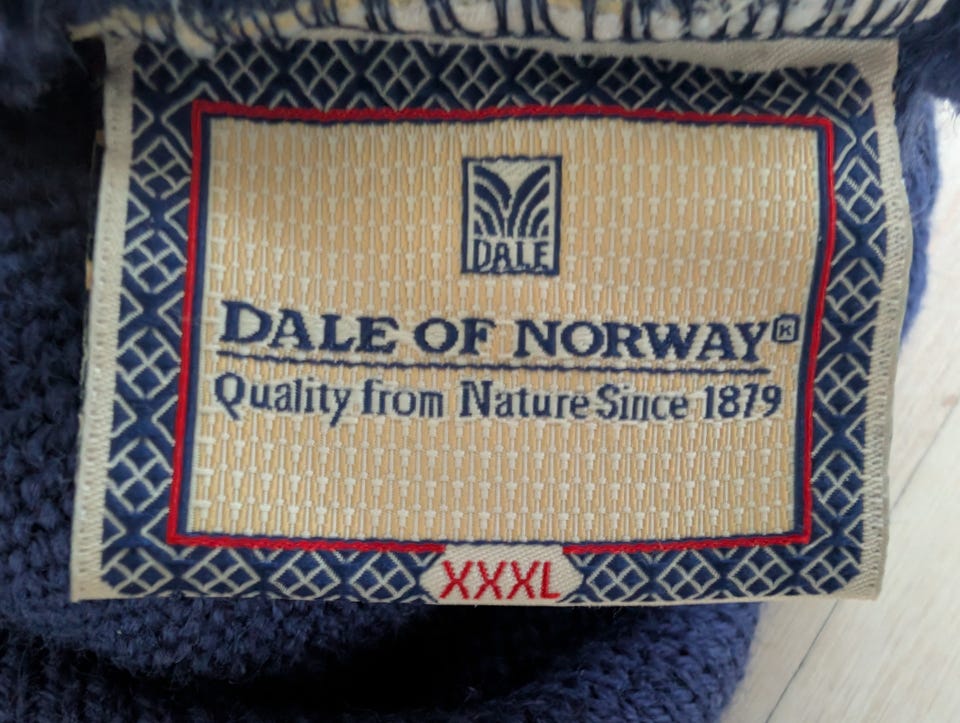 DALE
DALE OF NORWAY®
Quality from Nature Since 1879
XXXL